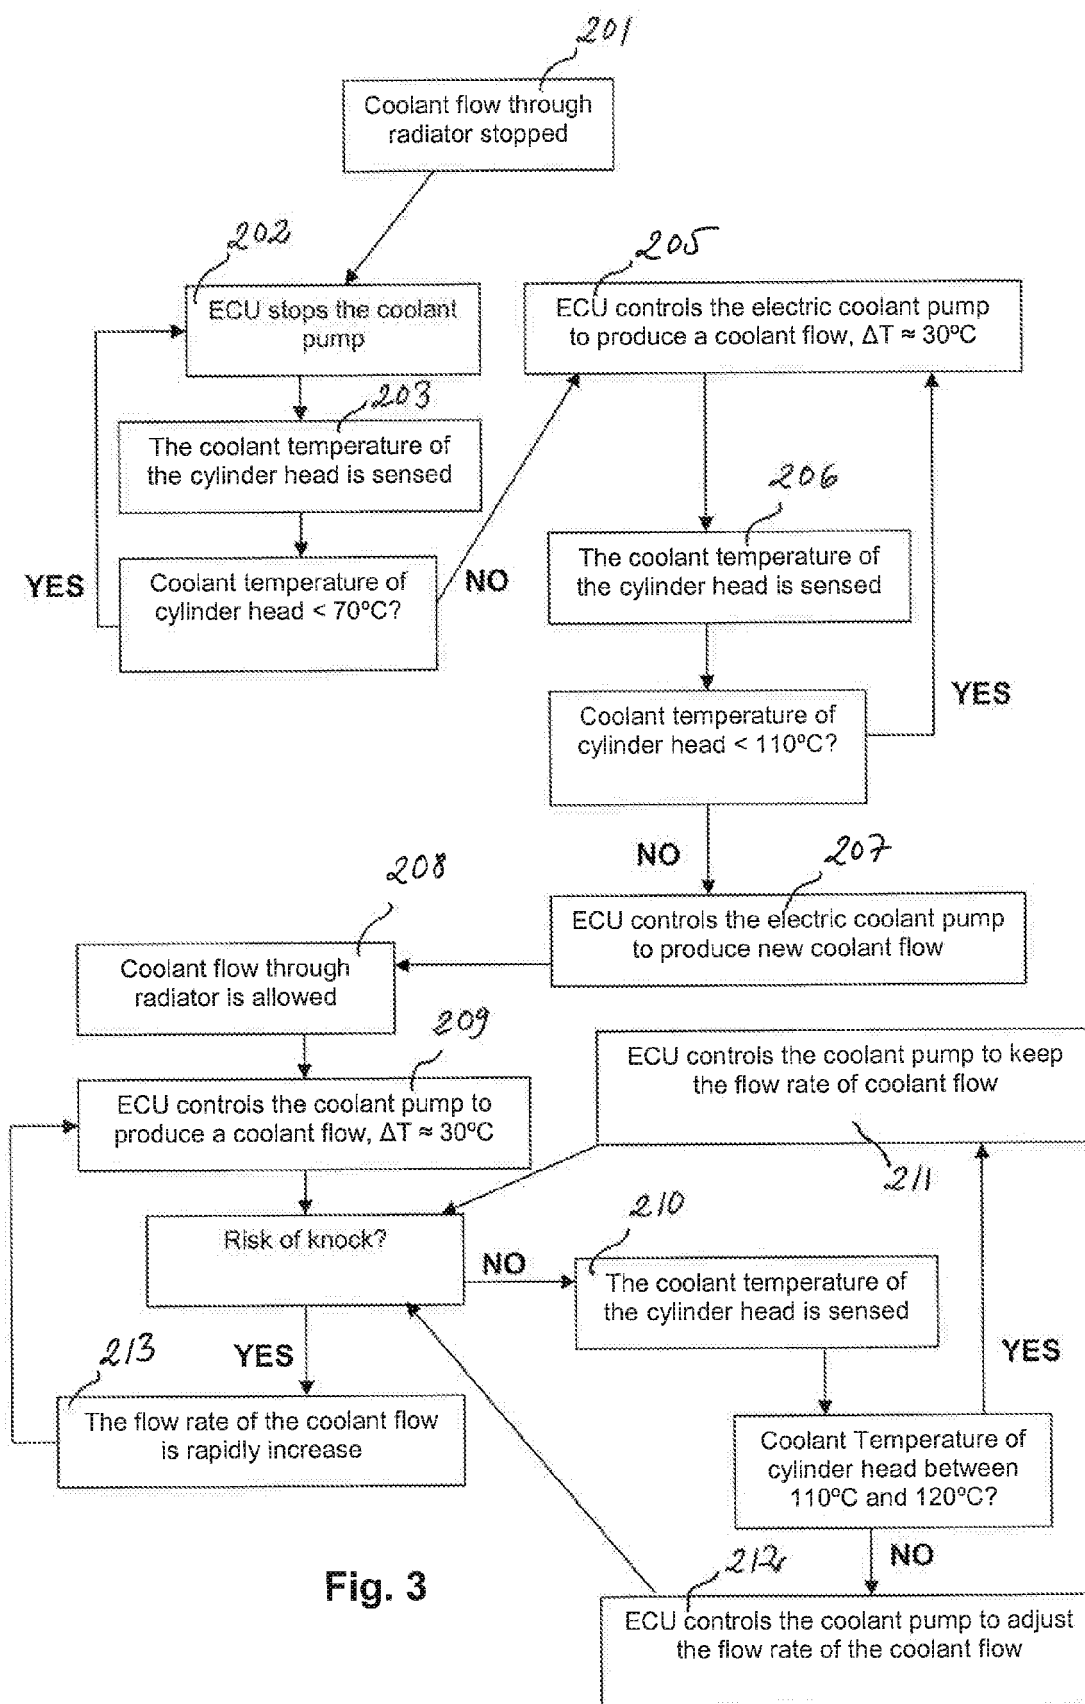 201
Coolant flow through
radiator stopped
202
ECU stops the coolant
pump
203
The coolant temperature of
the cylinder head is sensed
YES
Coolant temperature of
cylinder head < 70ºC?
NO
205
ECU controls the electric coolant pump
to produce a coolant flow, ΔT ≈ 30ºC
206
The coolant temperature of
the cylinder head is sensed
Coolant temperature of
cylinder head < 110ºC?
YES
NO
207
ECU controls the electric coolant pump
to produce new coolant flow
208
Coolant flow through
radiator is allowed
209
ECU controls the coolant pump to
produce a coolant flow, ΔT ≈ 30ºC
ECU controls the coolant pump to keep
the flow rate of coolant flow
211
Risk of knock?
NO
210
The coolant temperature of
the cylinder head is sensed
YES
213
The flow rate of the coolant flow
is rapidly increase
YES
Coolant Temperature of
cylinder head between
110ºC and 120ºC?
NO
212
ECU controls the coolant pump to adjust
the flow rate of the coolant flow
Fig. 3